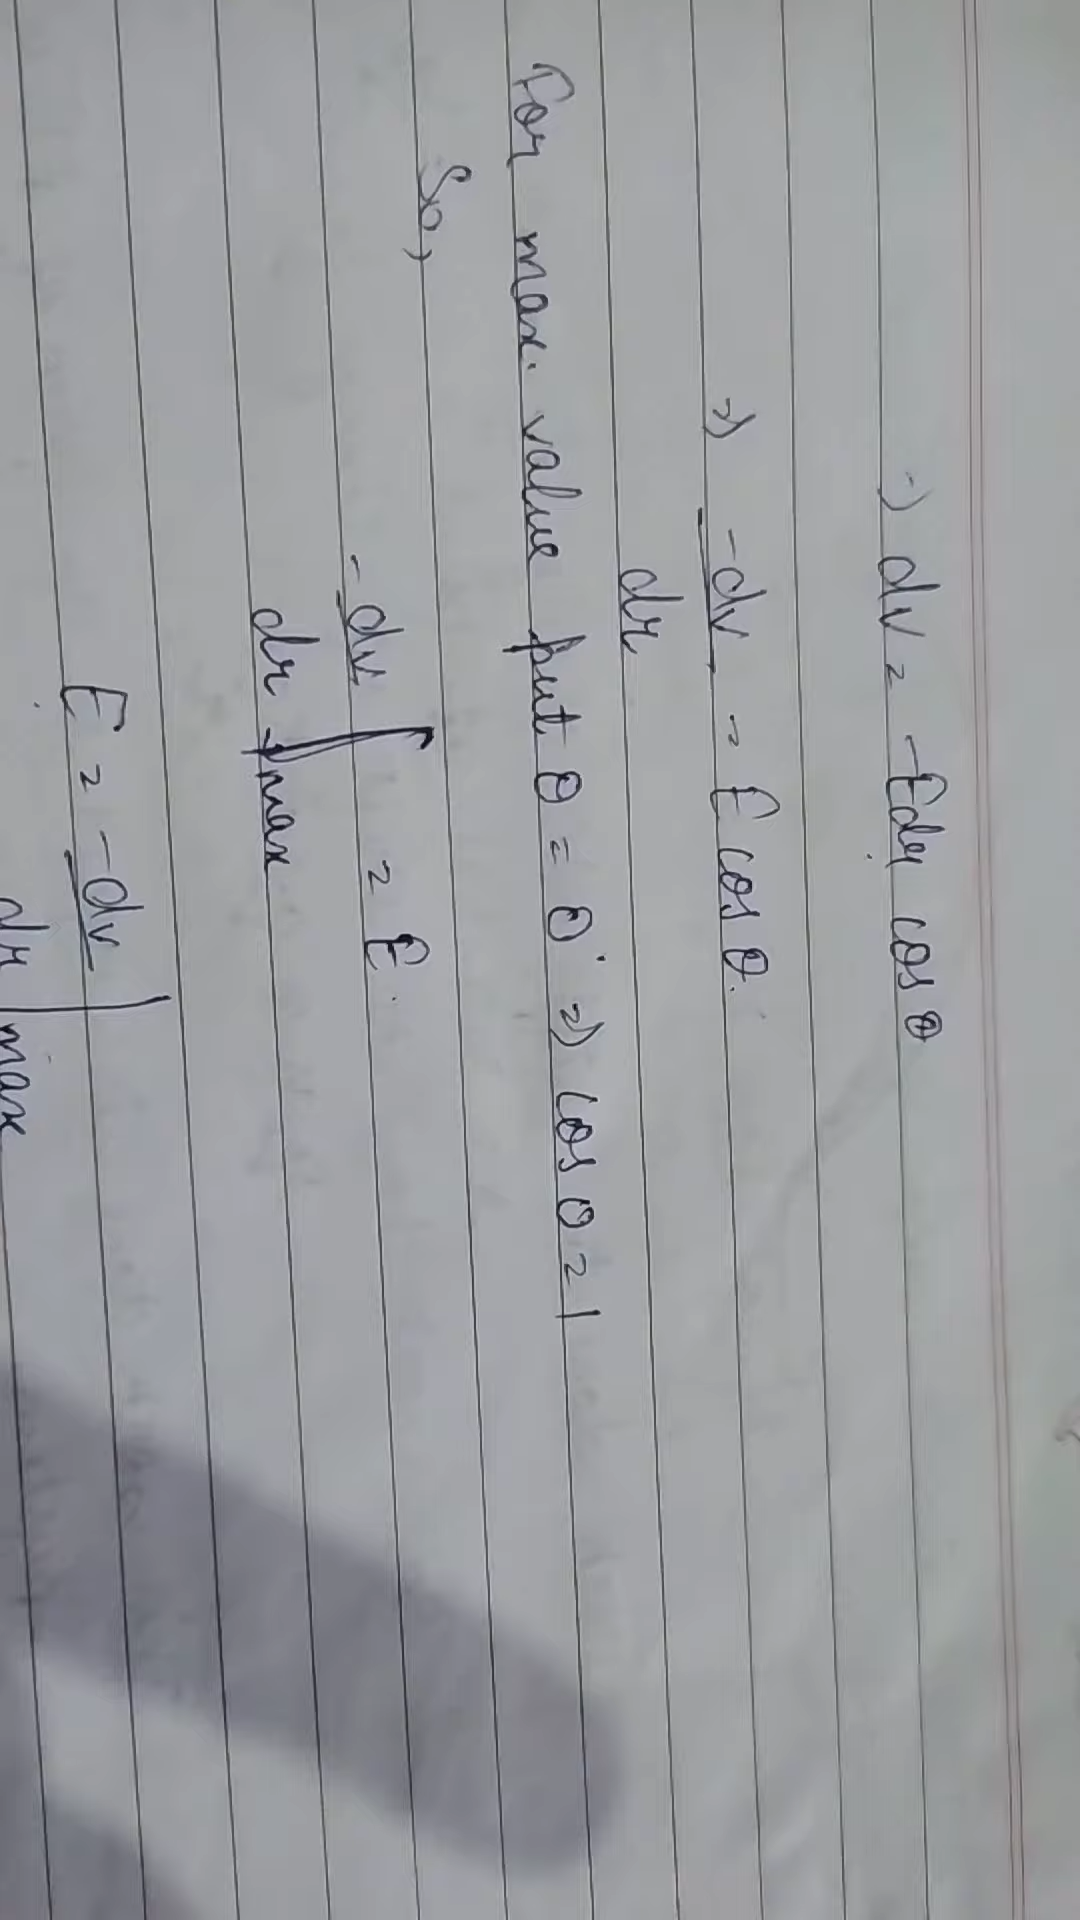 ⇒ dv = -Edr cos θ
⇒ -dv/dr = E cos θ.
For max. value put θ = 0° ⇒ cos θ = 1
So,
-dv/dr|max = E.
E = -dv/dr|max